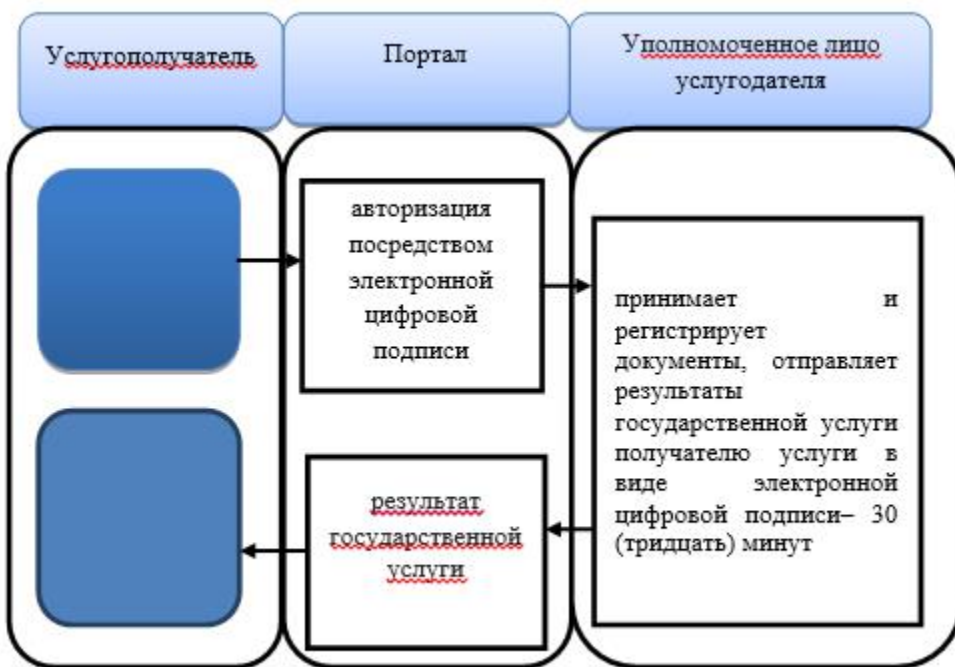 Услугополучатель
Портал
Уполномоченное лицо
услугодателя
авторизация
посредством
электронной
цифровой
подписи
принимает и
регистрирует
документы, отправляет
результаты
государственной услуги
получателю услуги в
виде электронной
цифровой подписи– 30
(тридцать) минут
результат
государственной
услуги